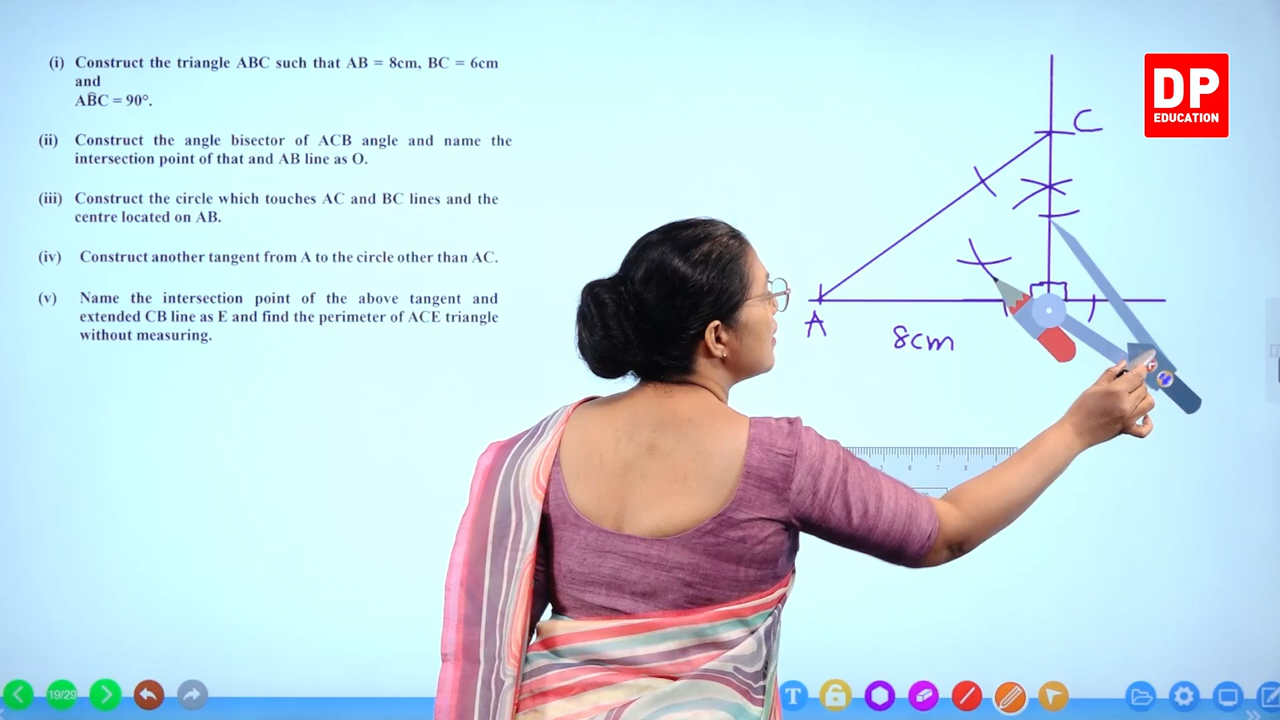 (i) Construct the triangle ABC such that AB = 8cm, BC = 6cm
and
AB̂C = 90°.
(ii) Construct the angle bisector of ACB angle and name the
intersection point of that and AB line as O.
(iii) Construct the circle which touches AC and BC lines and the
centre located on AB.
(iv) Construct another tangent from A to the circle other than AC.
(v) Name the intersection point of the above tangent and
extended CB line as E and find the perimeter of ACE triangle
without measuring.
DP
EDUCATION
C
A
8cm
5 6 7 8
19/29
T